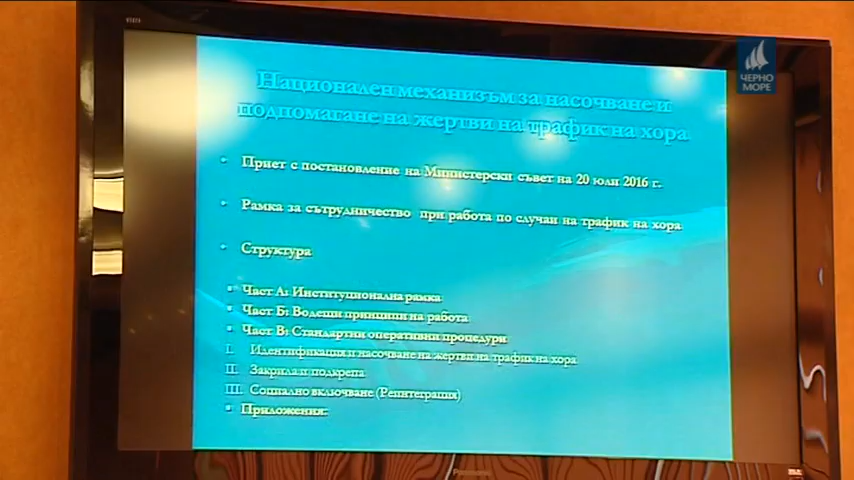 Национален механизъм за насочване и
подпомагане на жертви на трафик на хора
ЧЕРНО
МОРЕ
Приет с постановление на Министерски съвет на 20 юли 2016 г.
Рамка за сътрудничество при работа по случаи на трафик на хора
Структура
Част А: Институционална рамка
Част Б: Водещи принципи на работа
Част В: Стандартни оперативни процедури
I. Идентификация и насочване на жертви на трафик на хора
II. Закрила и подкрепа
III. Социално включване (Реинтеграция)
Приложения: